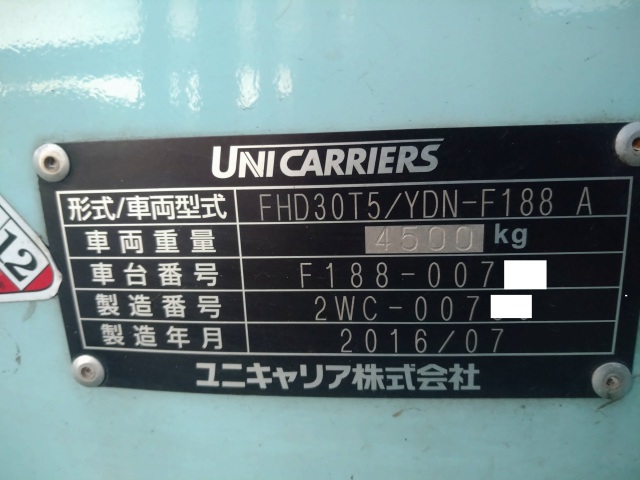 UNICARRIERS
形式/車両型式 FHD30T5/YDN-F188 A
車両重量 4500 kg
車台番号 F188-007
製造番号 2WC-007
製造年月 2016/07
ユニキャリア株式会社
12